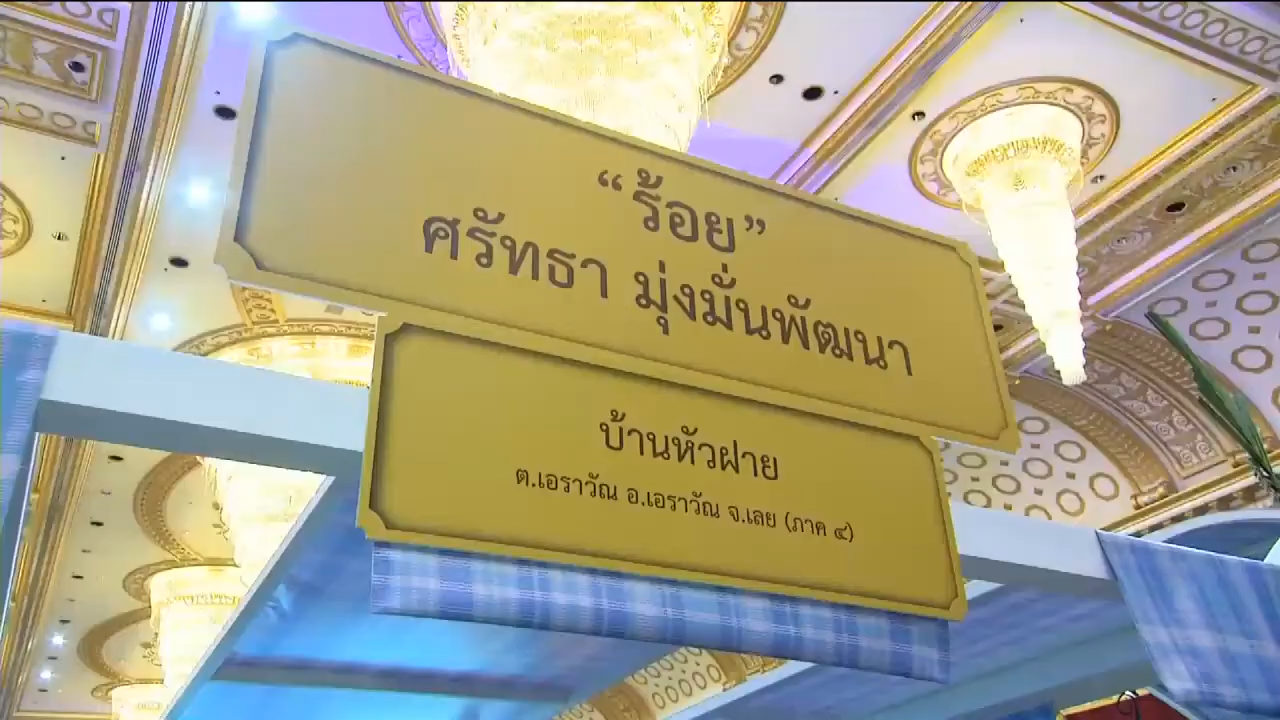 “ร้อย”
ศรัทธา มุ่งมั่นพัฒนา
บ้านหัวฝาย
ต.เอราวัณ อ.เอราวัณ จ.เลย (ภาค ๔)